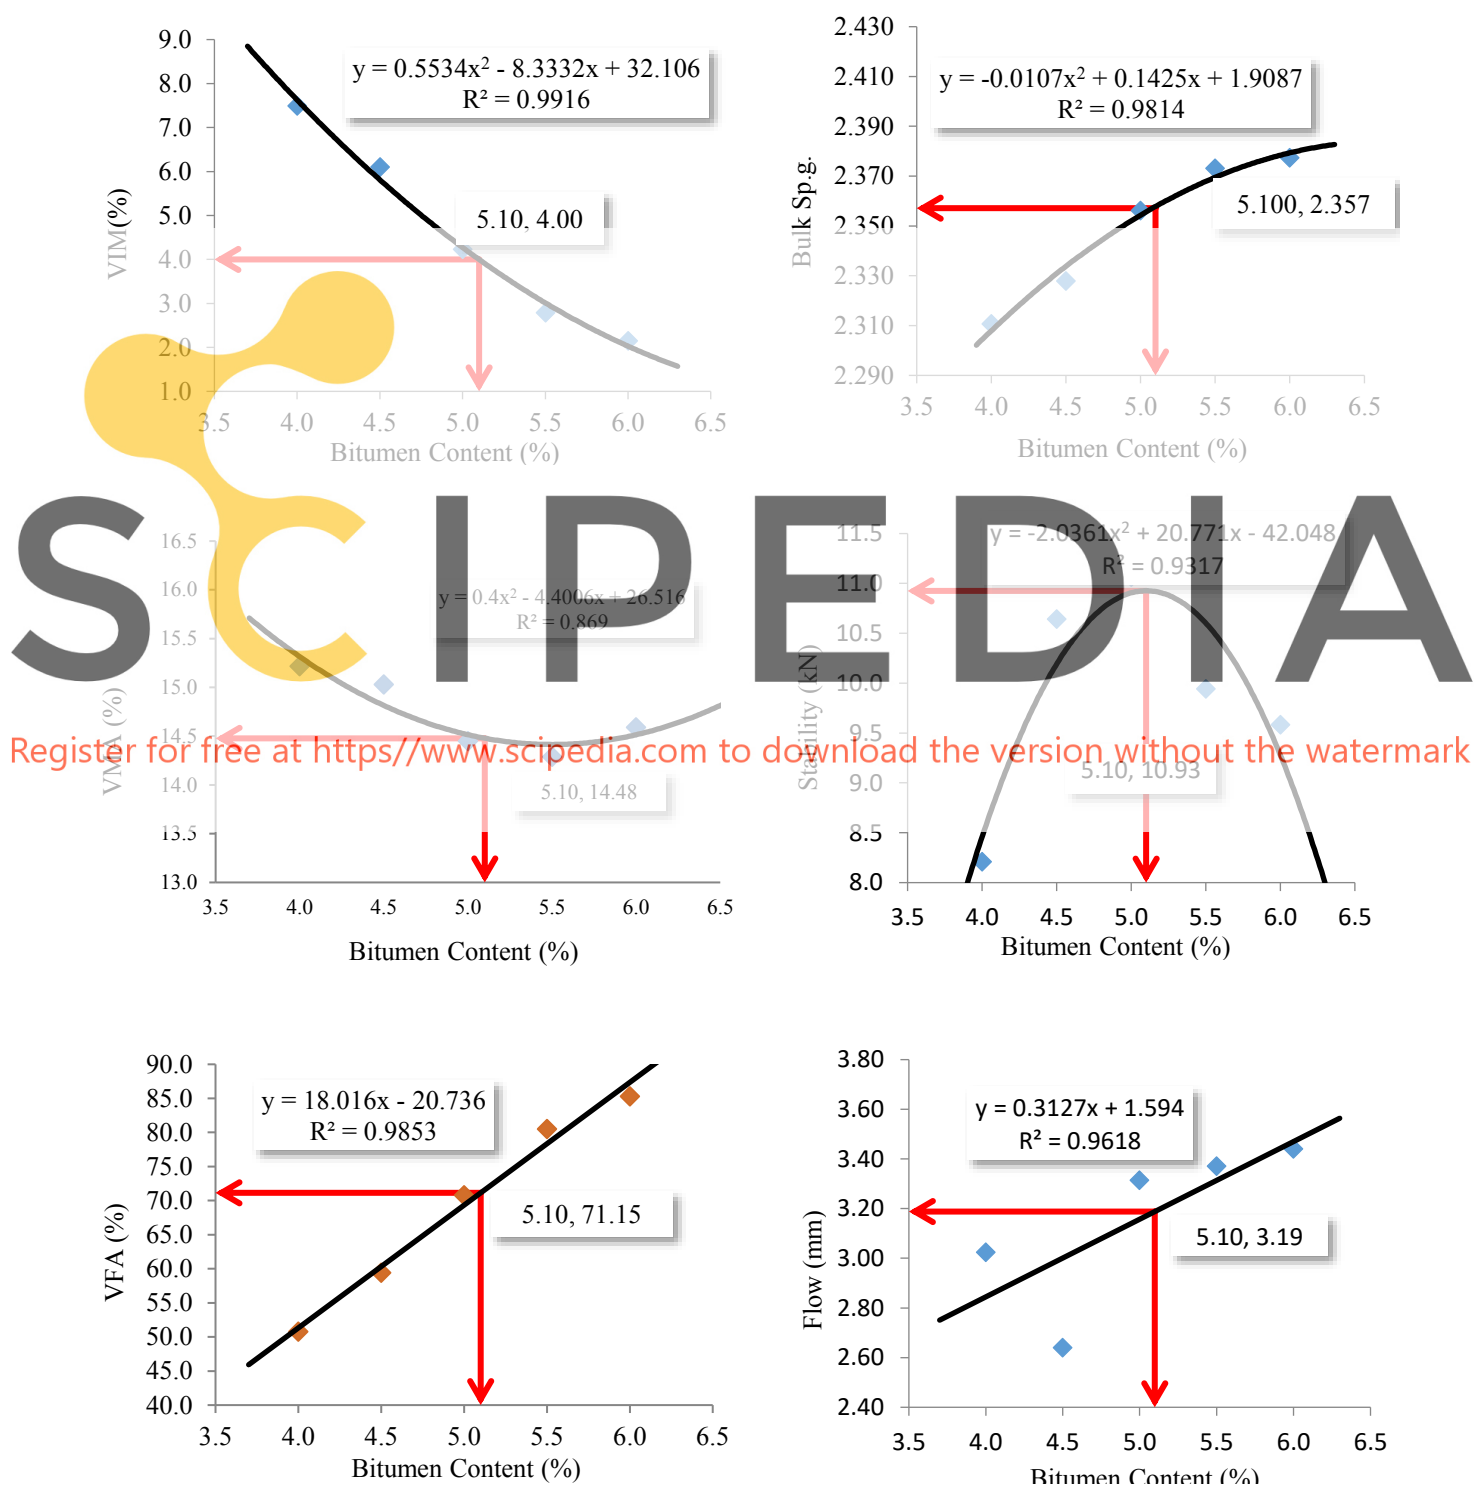 9.0
8.0
7.0
6.0
5.0
4.0
3.0
2.0
1.0
VIM(%)
y = 0.5534x² - 8.3332x + 32.106
R² = 0.9916
5.10, 4.00
3.5 4.0 4.5 5.0 5.5 6.0 6.5
Bitumen Content (%)
2.430
2.410
2.390
2.370
2.350
2.330
2.310
2.290
Bulk Sp.g.
y = -0.0107x² + 0.1425x + 1.9087
R² = 0.9814
5.100, 2.357
3.5 4.0 4.5 5.0 5.5 6.0 6.5
Bitumen Content (%)
SCIPEDIA
Register for free at https//www.scipedia.com to download the version without the watermark
16.5
16.0
15.5
15.0
14.5
14.0
13.5
13.0
VMA (%)
y = 0.4x² - 4.4006x + 26.516
R² = 0.869
5.10, 14.48
3.5 4.0 4.5 5.0 5.5 6.0 6.5
Bitumen Content (%)
11.5
11.0
10.5
10.0
9.5
9.0
8.5
8.0
Stability (kN)
y = -2.0361x² + 20.771x - 42.048
R² = 0.9317
5.10, 10.93
3.5 4.0 4.5 5.0 5.5 6.0 6.5
Bitumen Content (%)
90.0
85.0
80.0
75.0
70.0
65.0
60.0
55.0
50.0
45.0
40.0
VFA (%)
y = 18.016x - 20.736
R² = 0.9853
5.10, 71.15
3.5 4.0 4.5 5.0 5.5 6.0 6.5
Bitumen Content (%)
3.80
3.60
3.40
3.20
3.00
2.80
2.60
2.40
Flow (mm)
y = 0.3127x + 1.594
R² = 0.9618
5.10, 3.19
3.5 4.0 4.5 5.0 5.5 6.0 6.5
Bitumen Content (%)